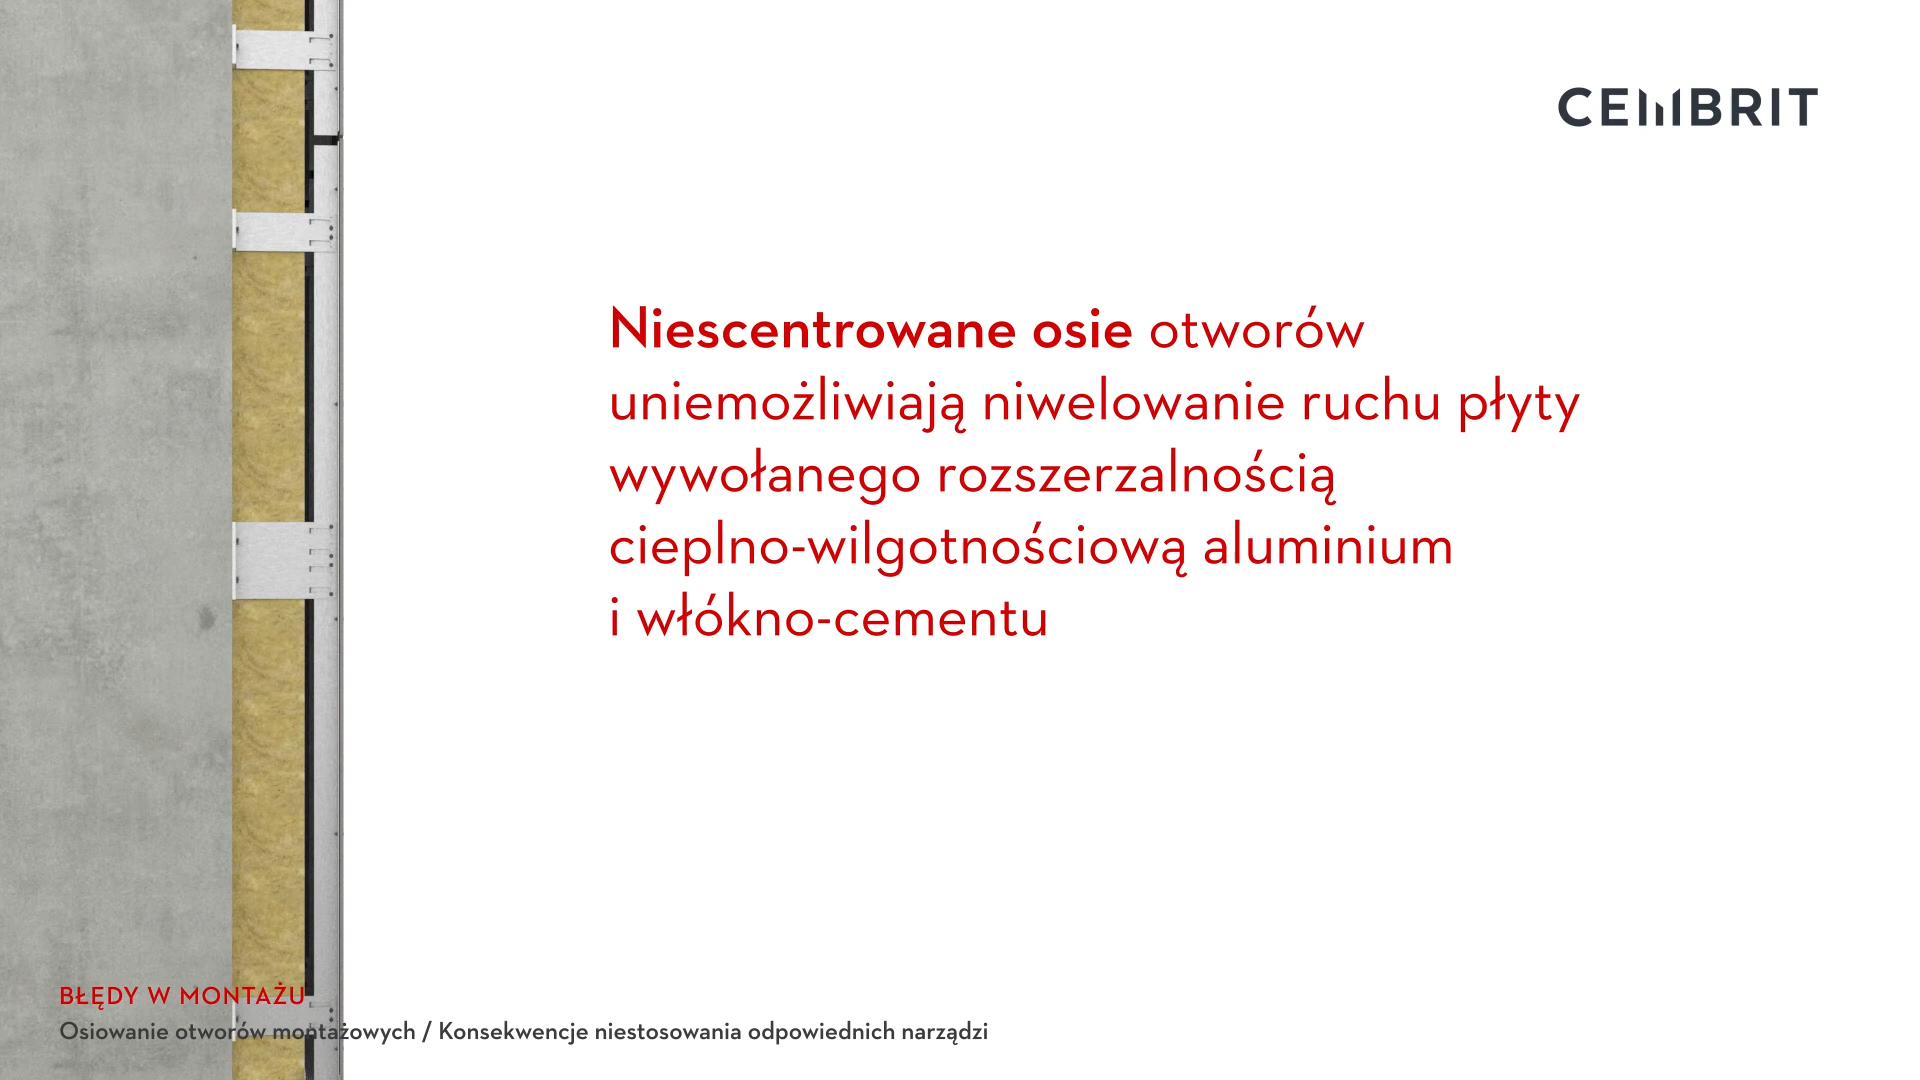 CEMBRIT
Niescentrowane osie otworów
uniemożliwiają niwelowanie ruchu płyty
wywołanego rozszerzalnością
cieplno-wilgotnościową aluminium
i włókno-cementu
BŁĘDY W MONTAŻU
Osiowanie otworów montażowych / Konsekwencje niestosowania odpowiednich narządzi